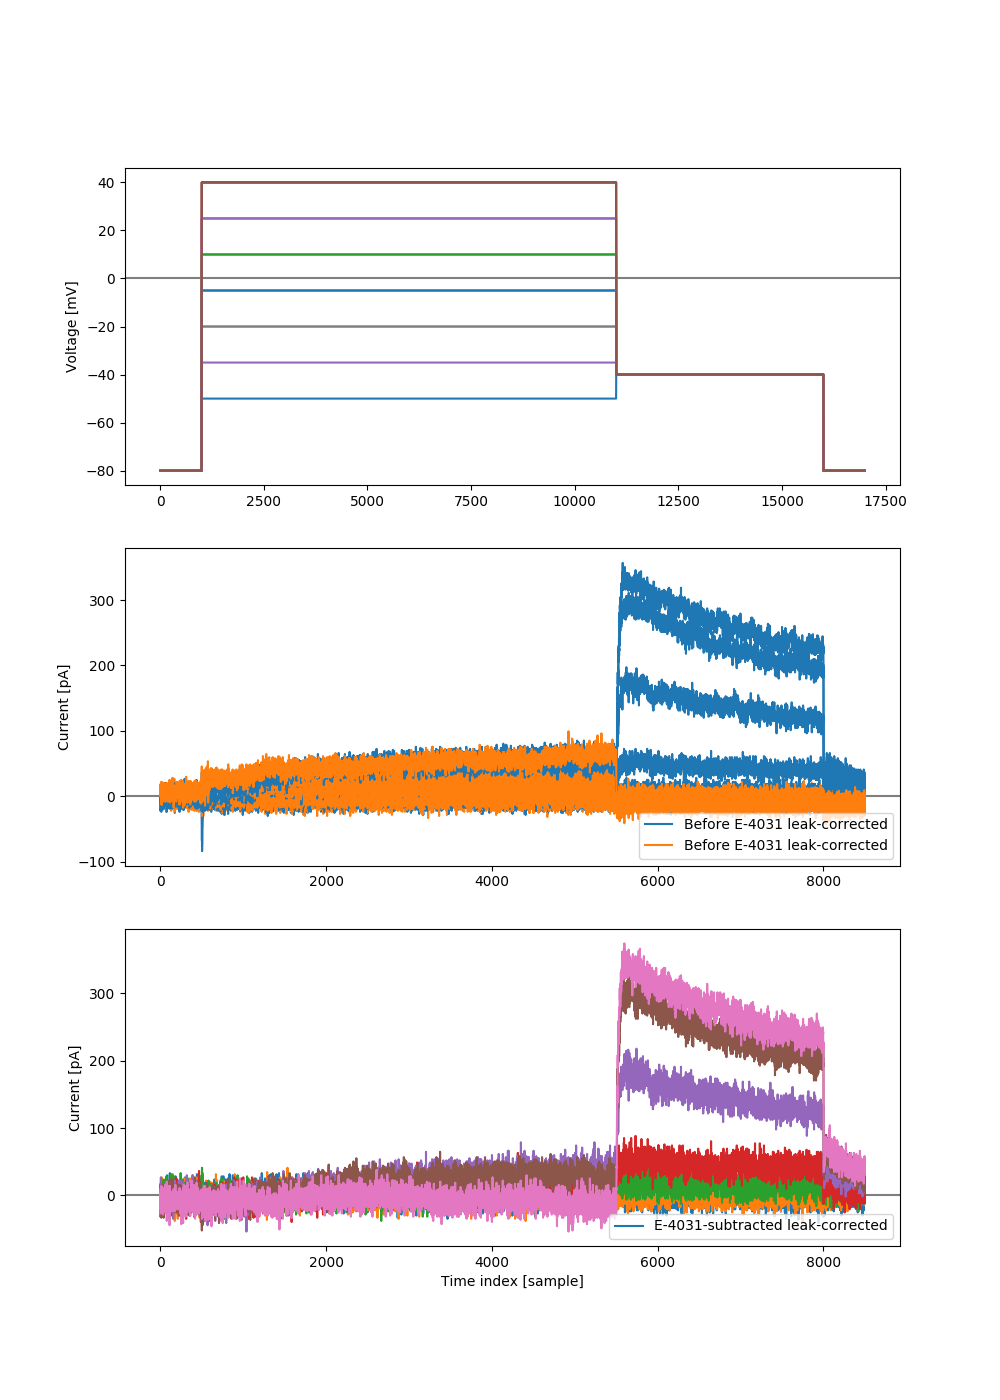 40
20
0
−20
−40
−60
−80
Voltage [mV]
0 2500 5000 7500 10000 12500 15000 17500
300
200
100
0
−100
Current [pA]
Before E-4031 leak-corrected
Before E-4031 leak-corrected
0 2000 4000 6000 8000
300
200
100
0
Current [pA]
E-4031-subtracted leak-corrected
0 2000 4000 6000 8000
Time index [sample]